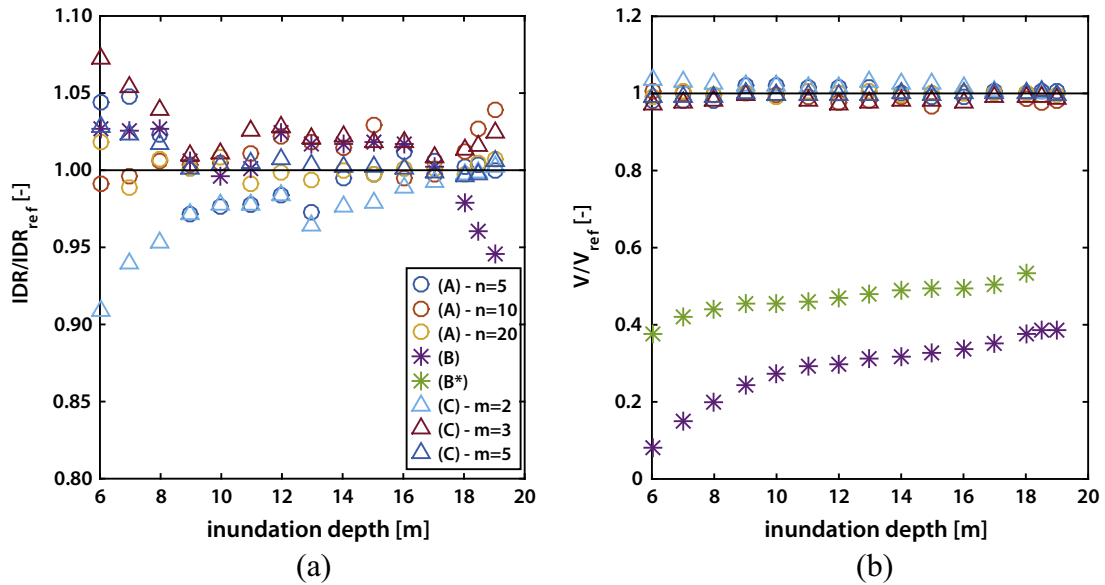 1.10
1.05
1.00
0.95
0.90
0.85
0.80
IDR/IDRref [-]
6 8 10 12 14 16 18 20
inundation depth [m]
(A) - n=5
(A) - n=10
(A) - n=20
(B)
(B*)
(C) - m=2
(C) - m=3
(C) - m=5
(a)
1.2
1
0.8
0.6
0.4
0.2
0
V/Vref [-]
6 8 10 12 14 16 18 20
inundation depth [m]
(b)